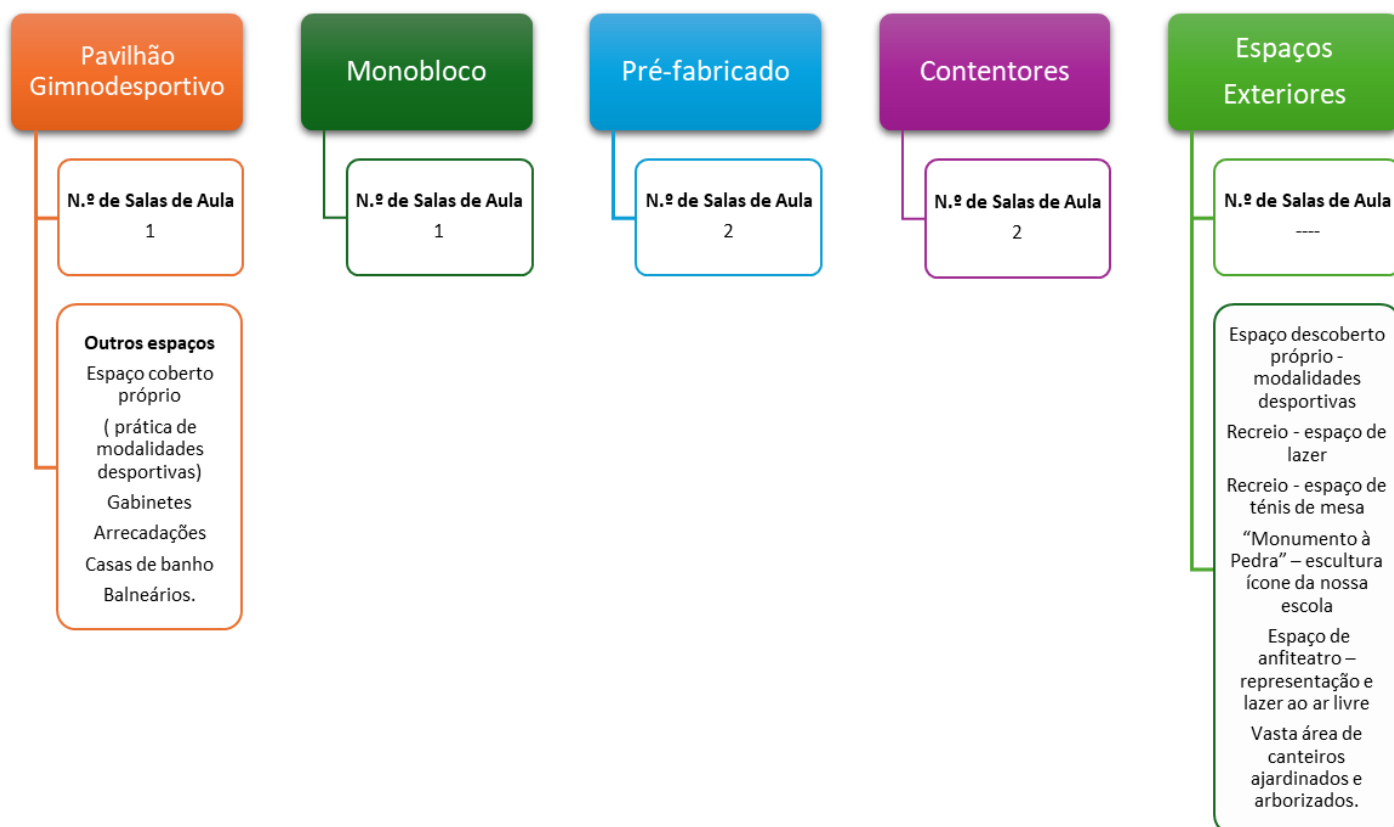 Pavilhão
Gimnodesportivo
N.º de Salas de Aula
1
Outros espaços
Espaço coberto
próprio
( prática de
modalidades
desportivas)
Gabinetes
Arrecadações
Casas de banho
Balneários.
Monobloco
N.º de Salas de Aula
1
Pré-fabricado
N.º de Salas de Aula
2
Contentores
N.º de Salas de Aula
2
Espaços
Exteriores
N.º de Salas de Aula
----
Espaço descoberto
próprio -
modalidades
desportivas
Recreio - espaço de
lazer
Recreio - espaço de
ténis de mesa
“Monumento à
Pedra” – escultura
ícone da nossa
escola
Espaço de
anfiteatro –
representação e
lazer ao ar livre
Vasta área de
canteiros
ajardinados e
arborizados.